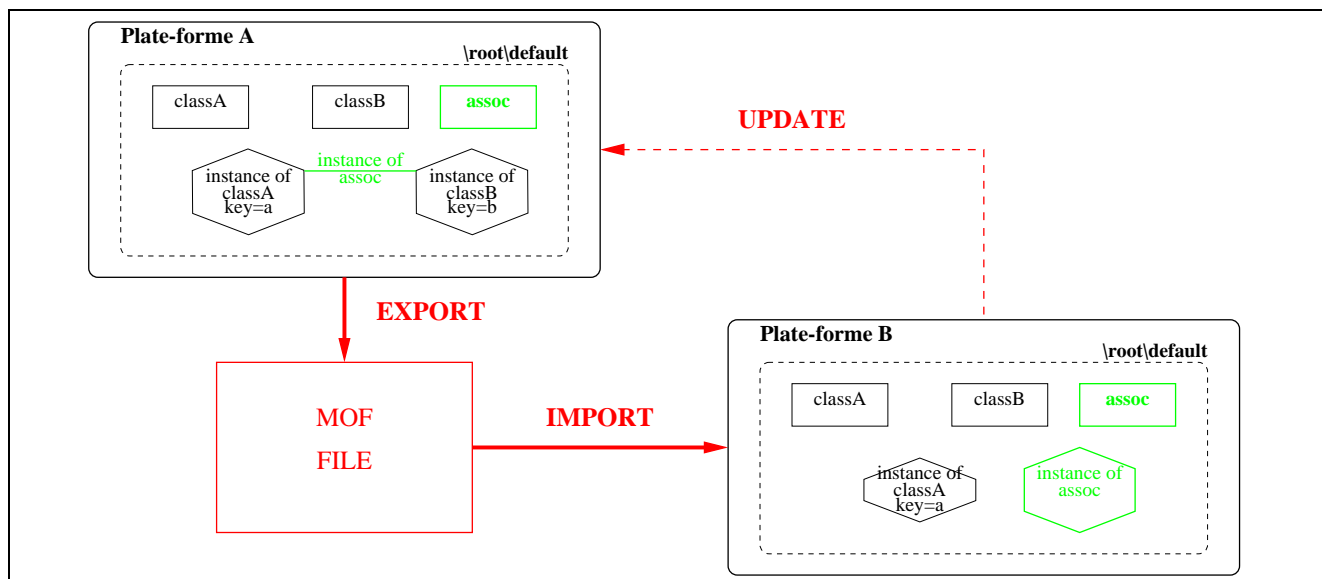 Plate-forme A
\root\default
classA
classB
assoc
instance of
classA
key=a
instance of
assoc
instance of
classB
key=b
UPDATE
EXPORT
MOF
FILE
IMPORT
Plate-forme B
\root\default
classA
classB
assoc
instance of
classA
key=a
instance of
assoc